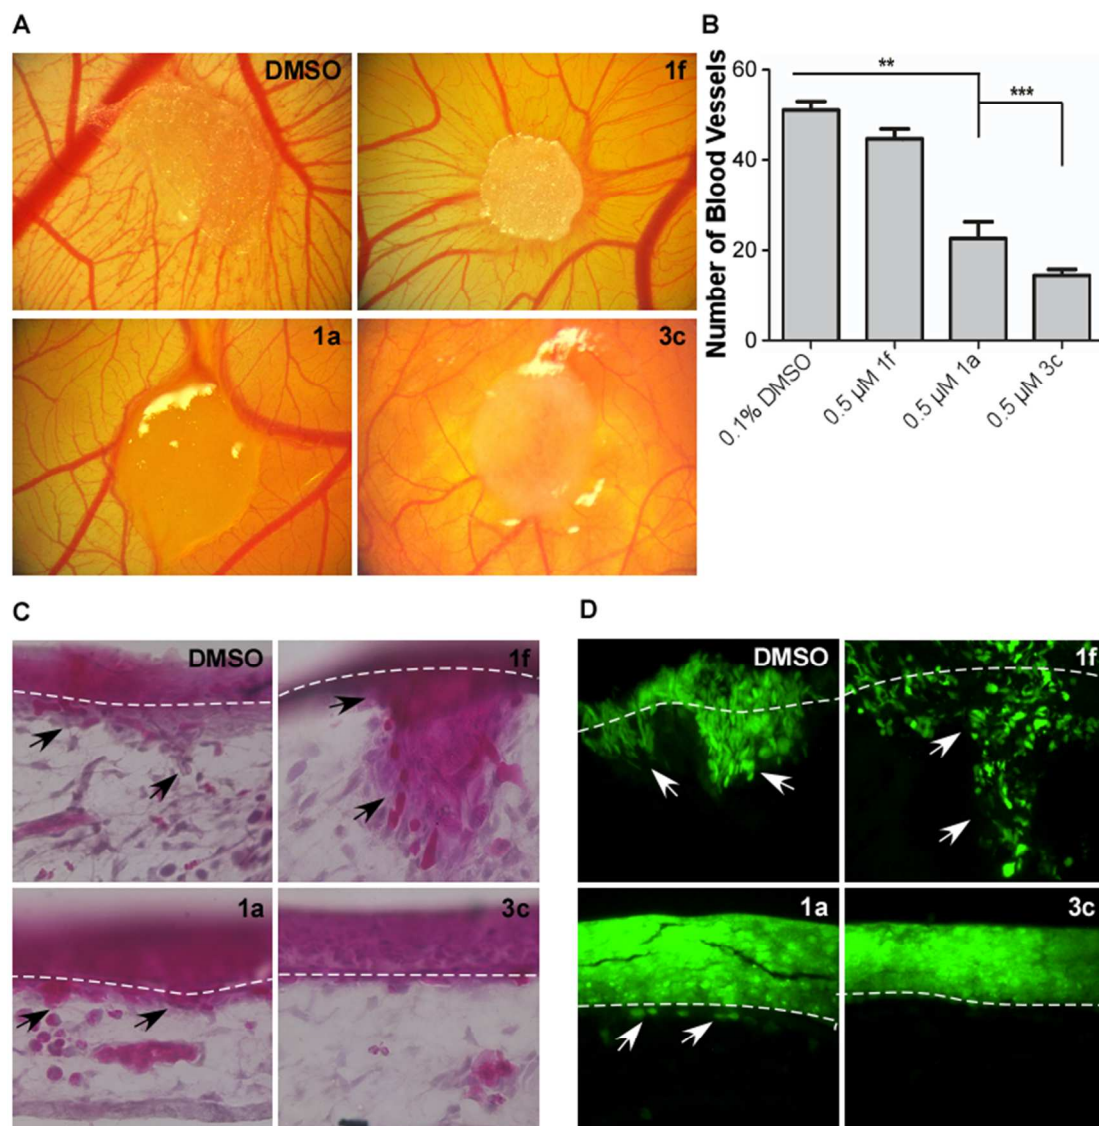 A
DMSO
1f
1a
3c
B
Number of Blood Vessels
60
40
20
0
**
***
0.1% DMSO
0.5 µM 1f
0.5 µM 1a
0.5 µM 3c
C
DMSO
1f
1a
3c
D
DMSO
1f
1a
3c